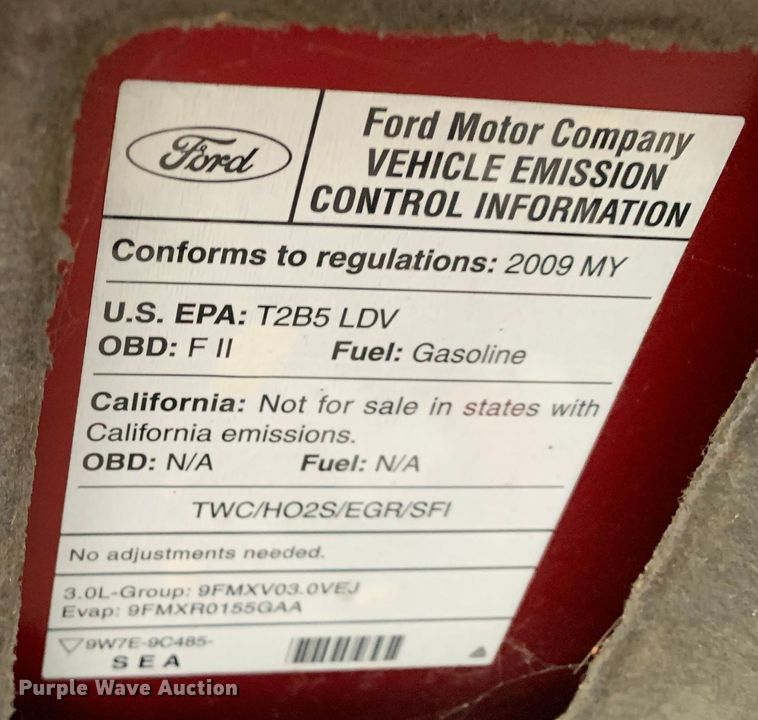 Ford
Ford Motor Company
VEHICLE EMISSION
CONTROL INFORMATION
Conforms to regulations: 2009 MY
U.S. EPA: T2B5 LDV
OBD: F II Fuel: Gasoline
California: Not for sale in states with
California emissions.
OBD: N/A Fuel: N/A
TWC/HO2S/EGR/SFI
No adjustments needed.
3.0L-Group: 9FMXV03.0VEJ
Evap: 9FMXR0155GAA
9W7E-9C485-
SEA
Purple Wave Auction